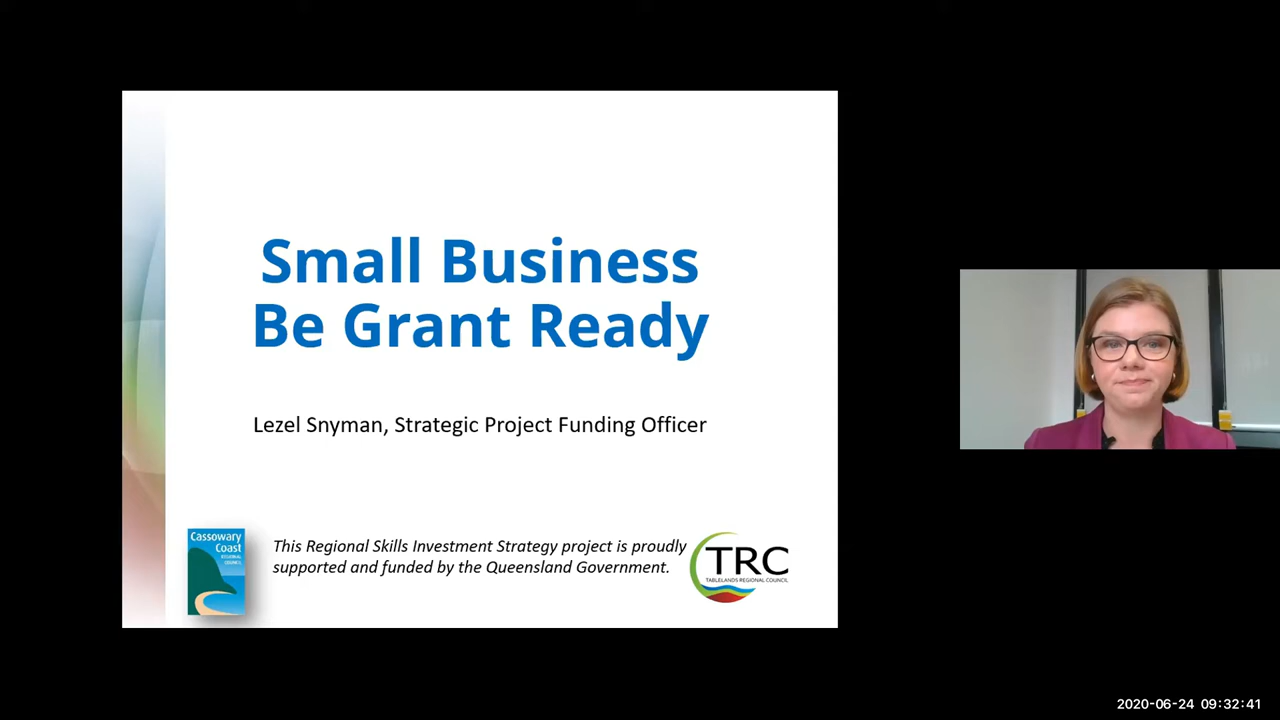 Small Business
Be Grant Ready
Lezel Snyman, Strategic Project Funding Officer
Cassowary
Coast
REGIONAL
COUNCIL
This Regional Skills Investment Strategy project is proudly
supported and funded by the Queensland Government.
TRC
TABLELANDS REGIONAL COUNCIL
2020-06-24 09:32:41